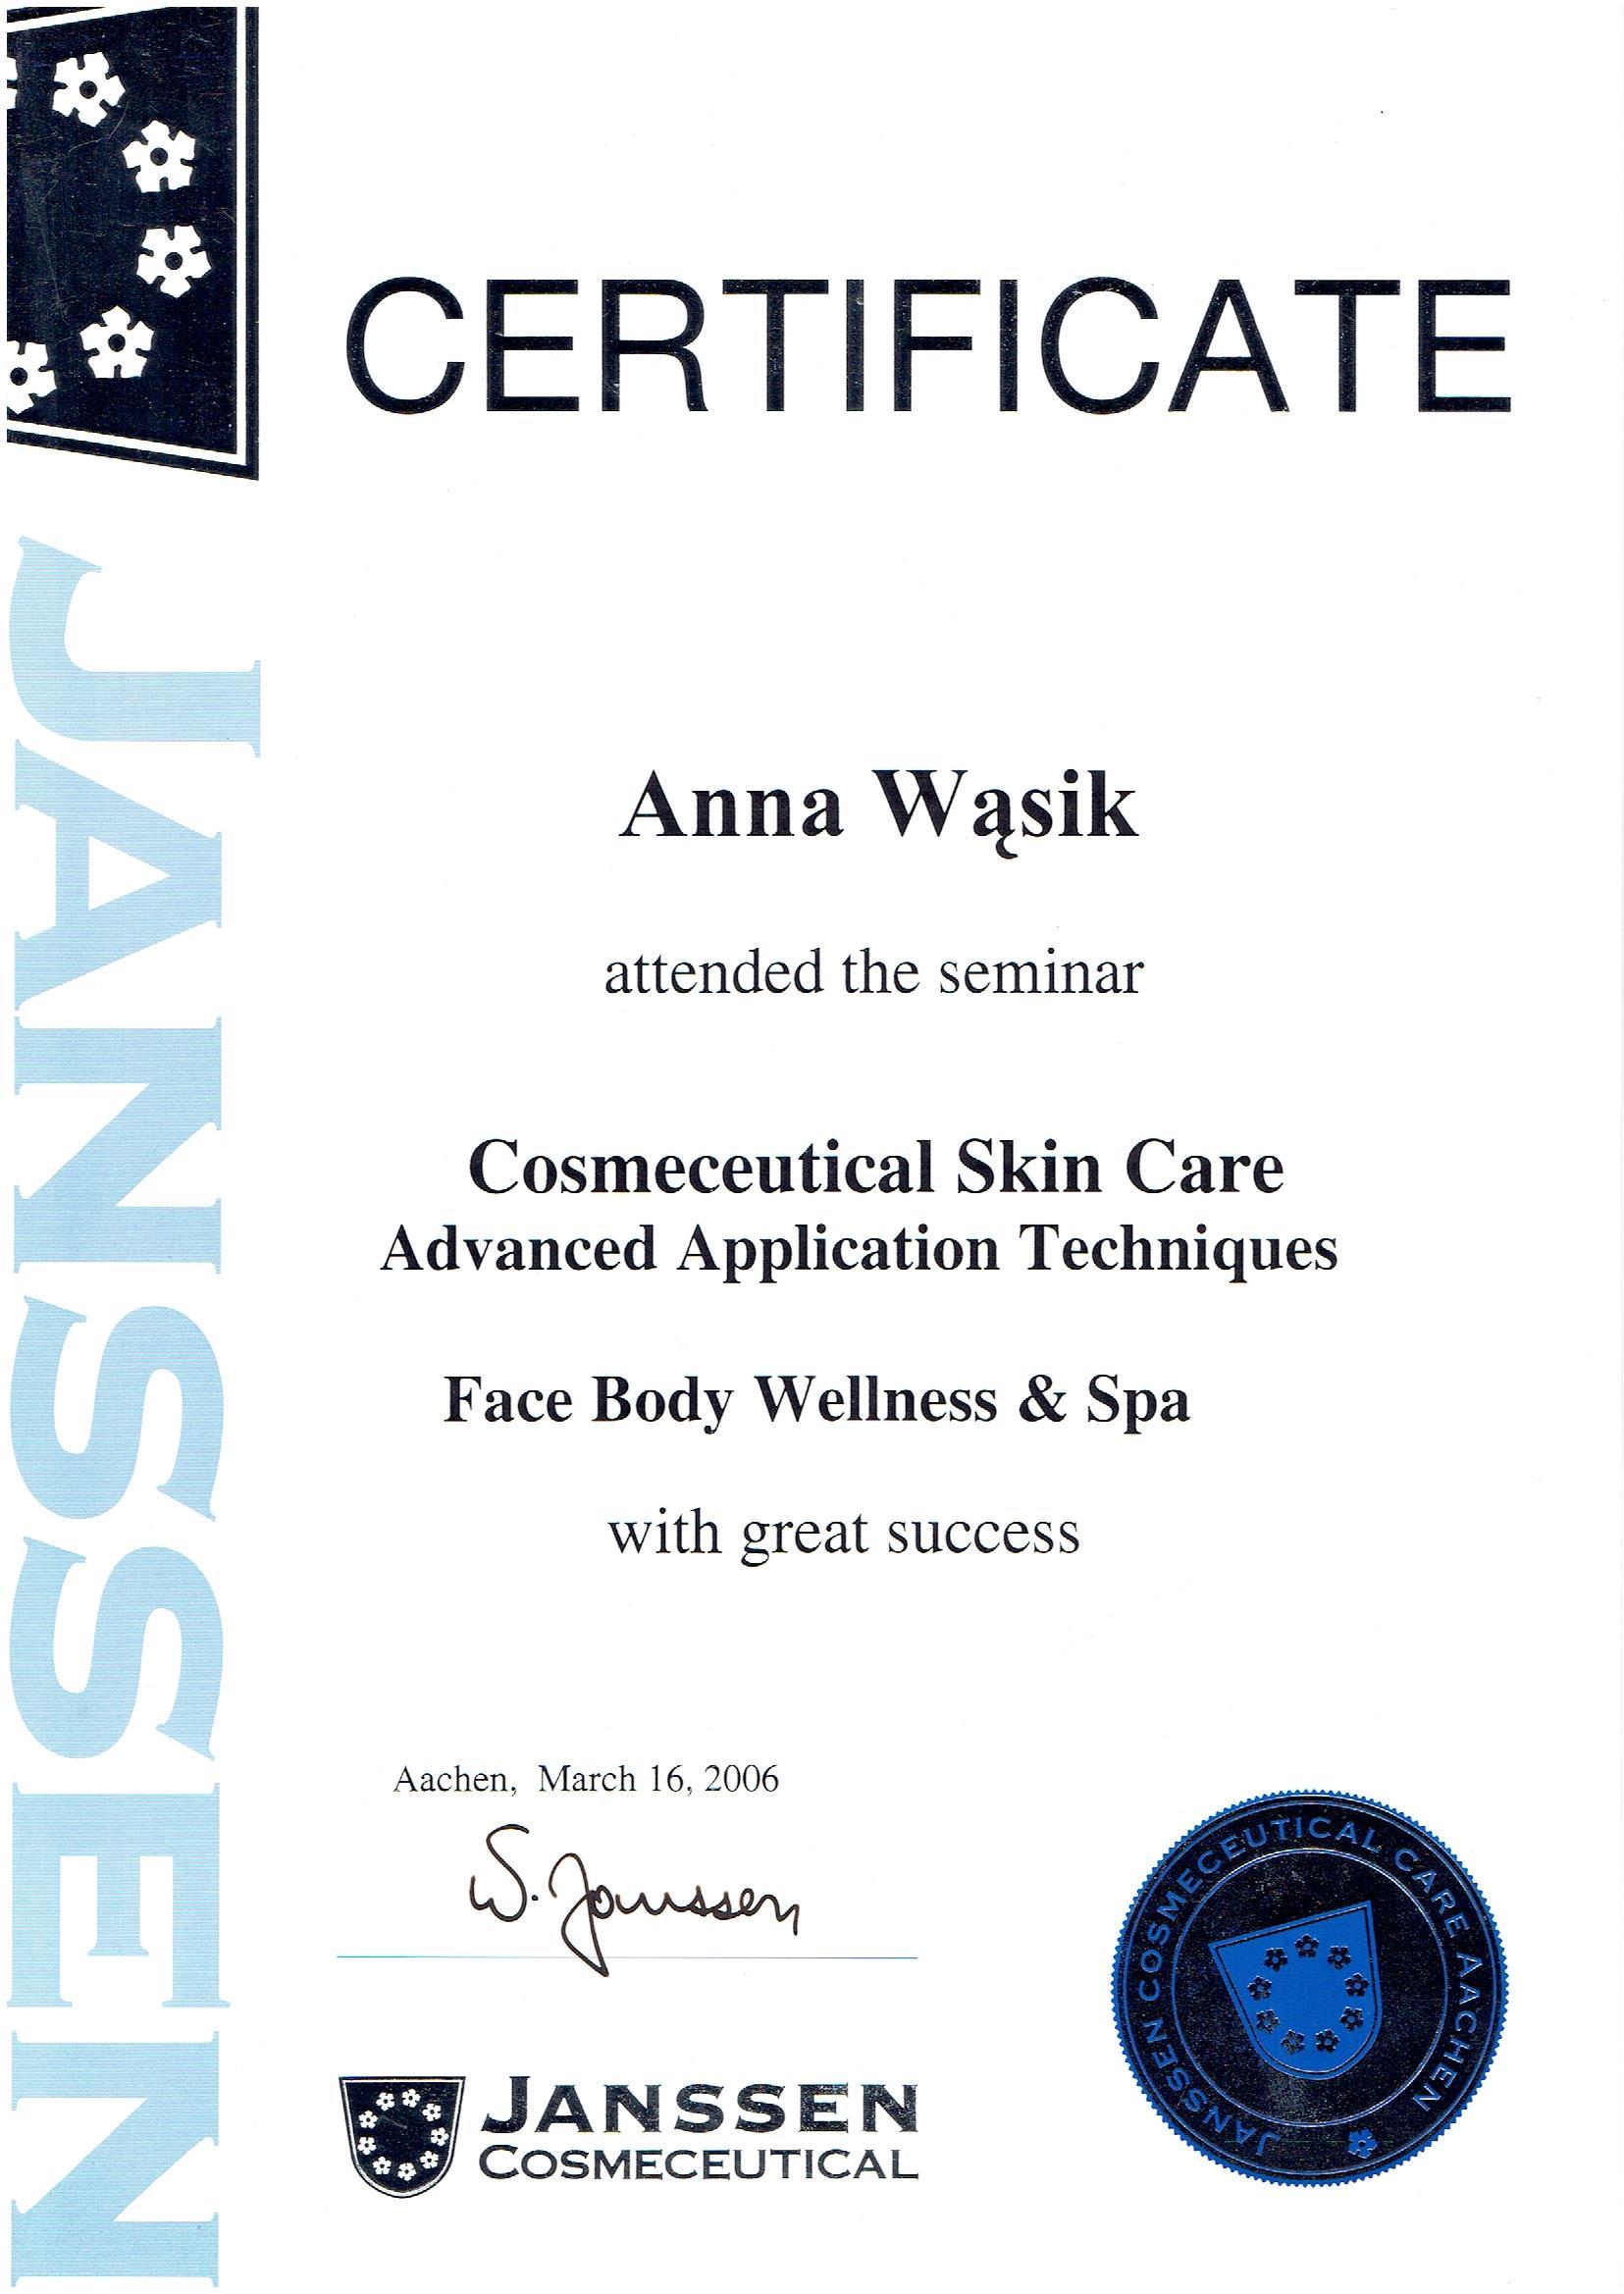 CERTIFICATE
JANSSEN
Anna Wąsik
attended the seminar
Cosmeceutical Skin Care
Advanced Application Techniques
Face Body Wellness & Spa
with great success
Aachen, March 16, 2006
W. Janssen
JANSSEN
COSMECEUTICAL
JANSSEN COSMECEUTICAL CARE AACHEN